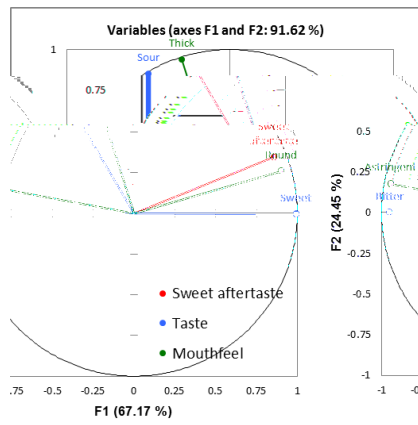 Variables (axes F1 and F2: 91.62 %)
Thick
Sour
1
1
0.75
Sweet
aftertaste
Round
Sweet
0.5
Astringent
0.25
Bitter
0
-0.25
-0.5
-0.75
-1
F2 (24.45 %)
Sweet aftertaste
Taste
Mouthfeel
-0.5
-0.25
0
0.25
0.5
0.75
1
-1
F1 (67.17 %)